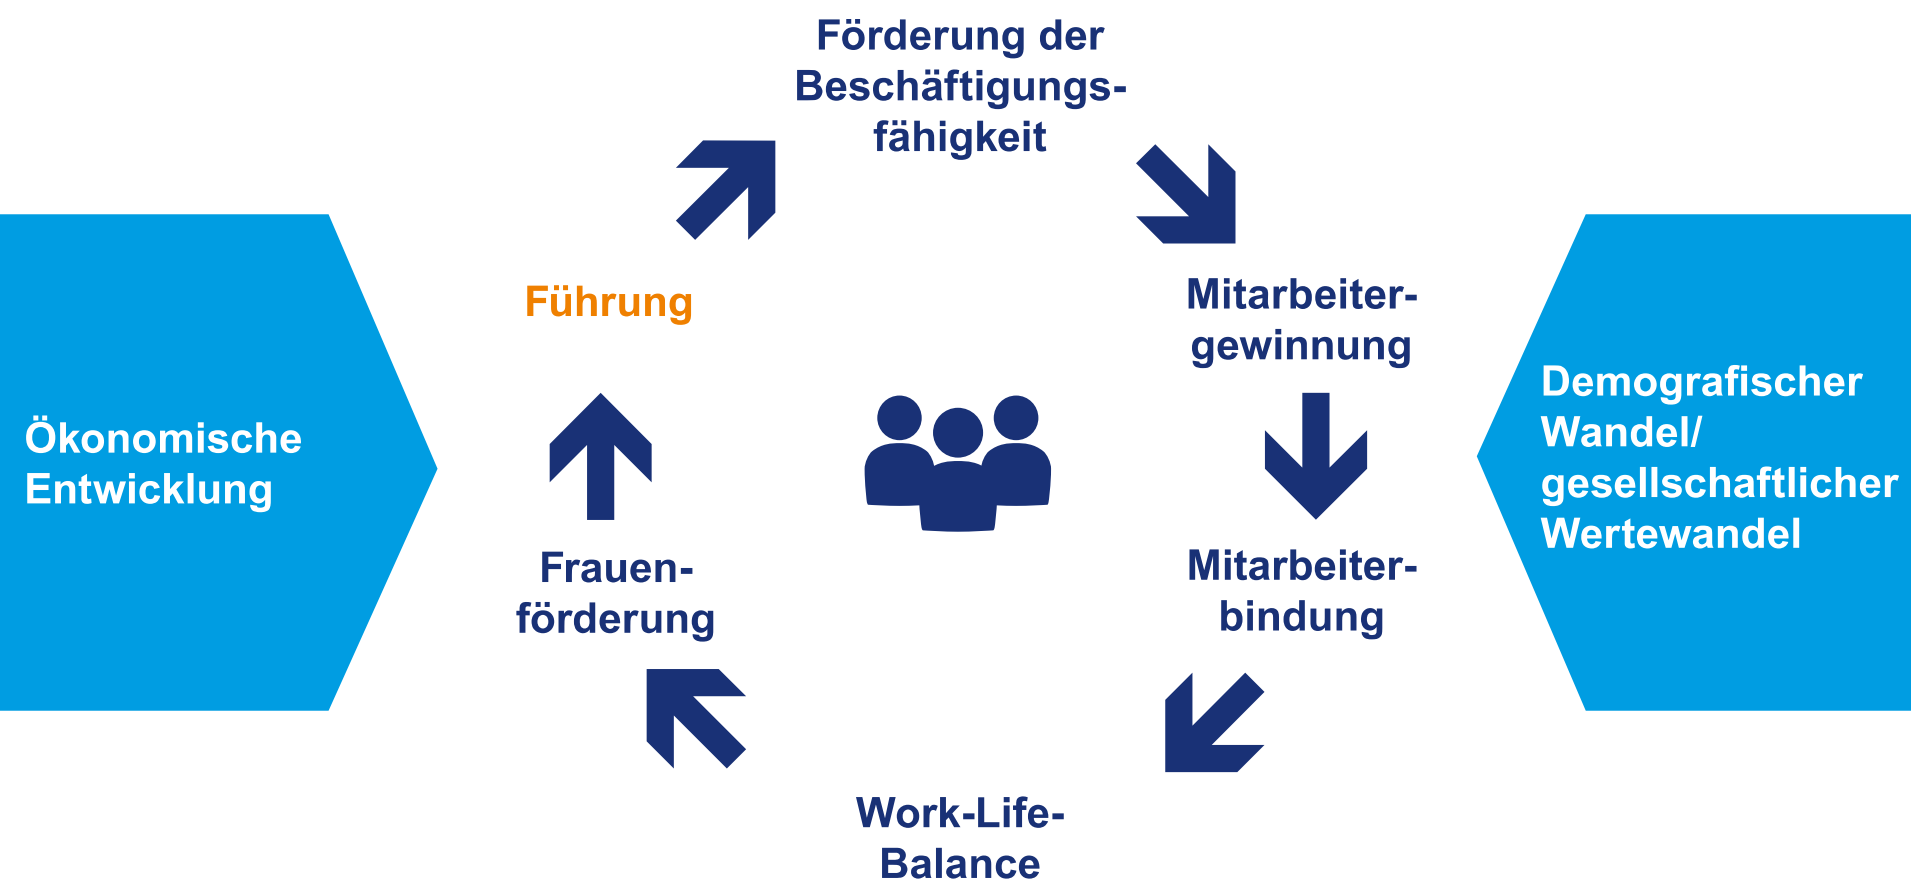 Förderung der
Beschäftigungs-
fähigkeit
Führung
Mitarbeiter-
gewinnung
Ökonomische
Entwicklung
Demografischer
Wandel/
gesellschaftlicher
Wertewandel
Frauen-
förderung
Mitarbeiter-
bindung
Work-Life-
Balance